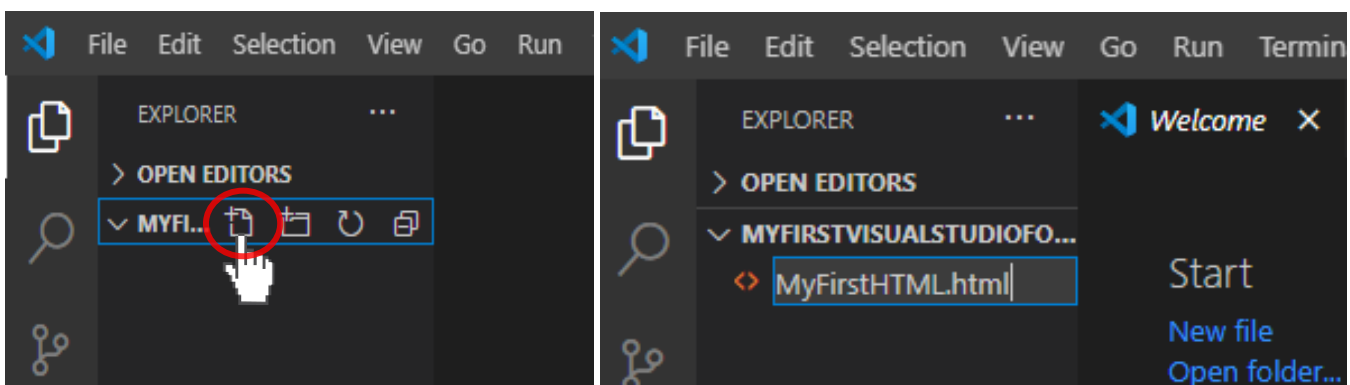 File Edit Selection View Go Run
EXPLORER ...
OPEN EDITORS
MYFI...
File Edit Selection View Go Run Termin
EXPLORER ... Welcome
OPEN EDITORS
MYFIRSTVISUALSTUDIOFO...
MyFirstHTML.html
Start
New file
Open folder...